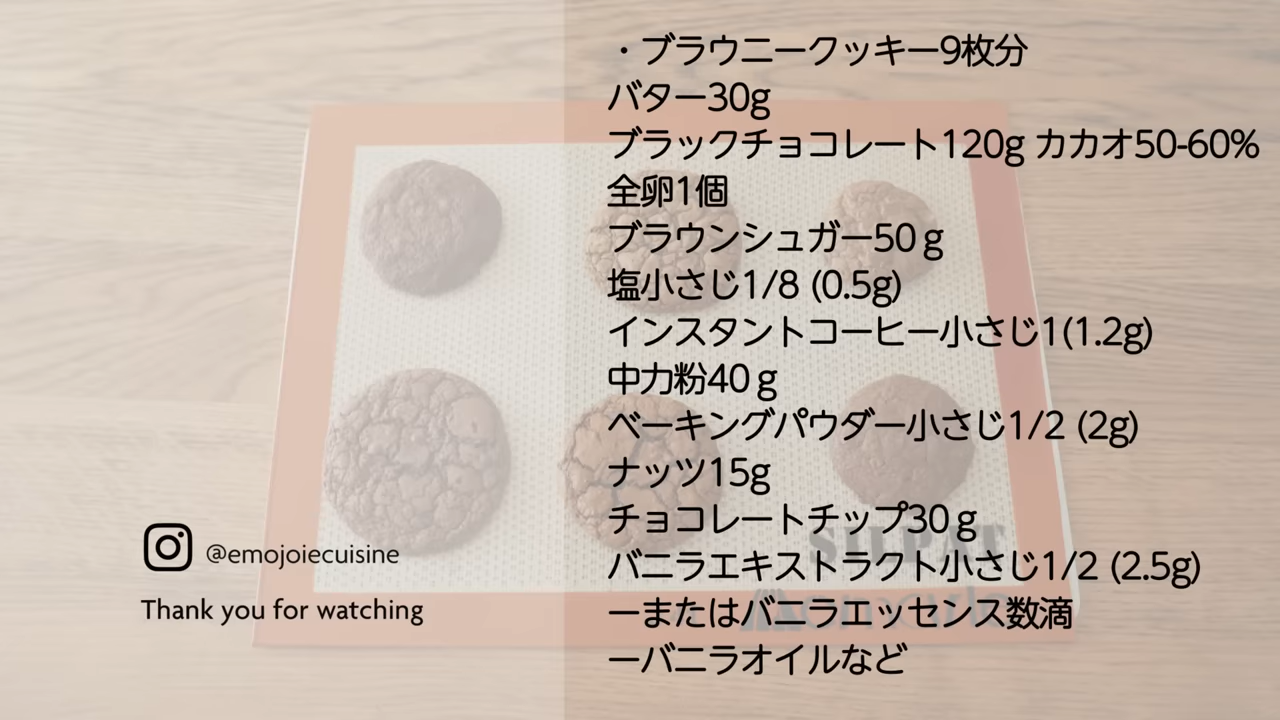 ・ブラウニークッキー9枚分
バター30g
ブラックチョコレート120g カカオ50-60%
全卵1個
ブラウンシュガー50ｇ
塩小さじ1/8 (0.5g)
インスタントコーヒー小さじ1(1.2g)
中力粉40ｇ
ベーキングパウダー小さじ1/2 (2g)
ナッツ15g
チョコレートチップ30ｇ
バニラエキストラクト小さじ1/2 (2.5g)
ーまたはバニラエッセンス数滴
ーバニラオイルなど
@emojoiecuisine
Thank you for watching
SILPAT